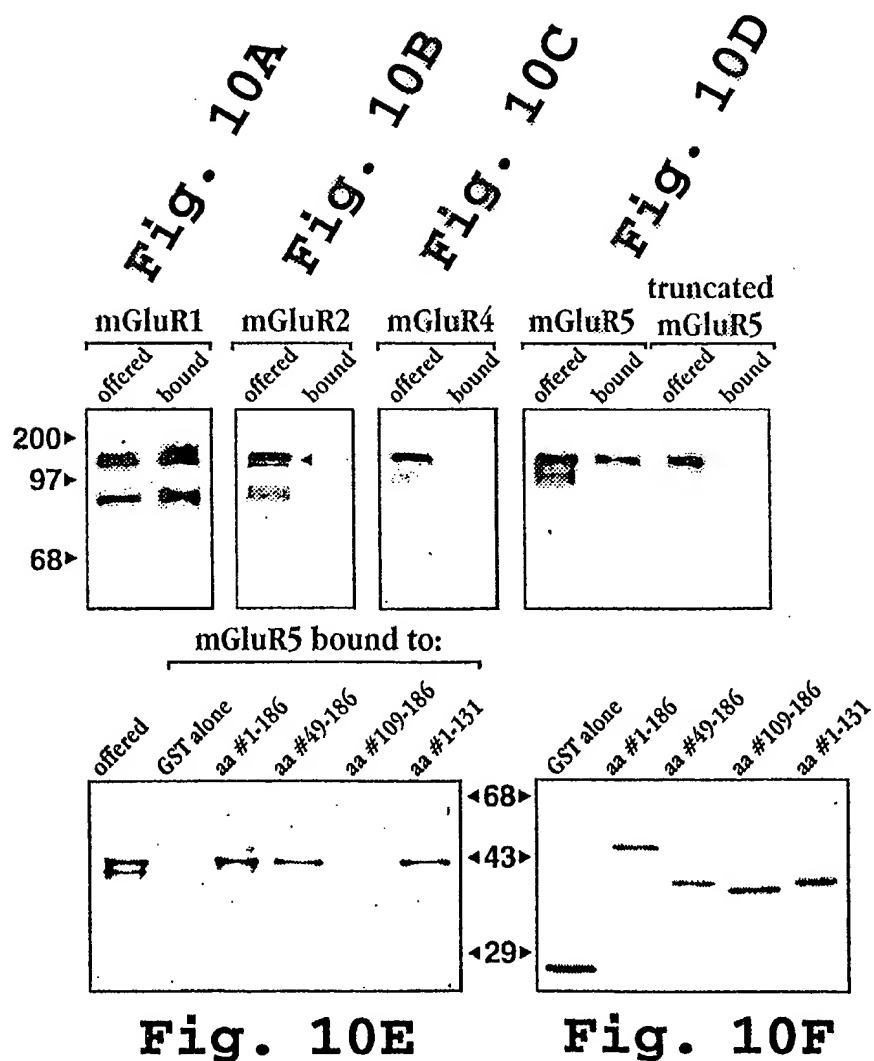 Fig. 10A
Fig. 10B
Fig. 10C
Fig. 10D
mGluR1
mGluR2
mGluR4
mGluR5
truncated
mGluR5
offered
bound
offered
bound
offered
bound
offered
bound
offered
bound
200
97
68
mGluR5 bound to:
offered
GST alone
aa #1-186
aa #49-186
aa #109-186
aa #1-131
GST alone
aa #1-186
aa #49-186
aa #109-186
aa #1-131
68
43
29
Fig. 10E
Fig. 10F